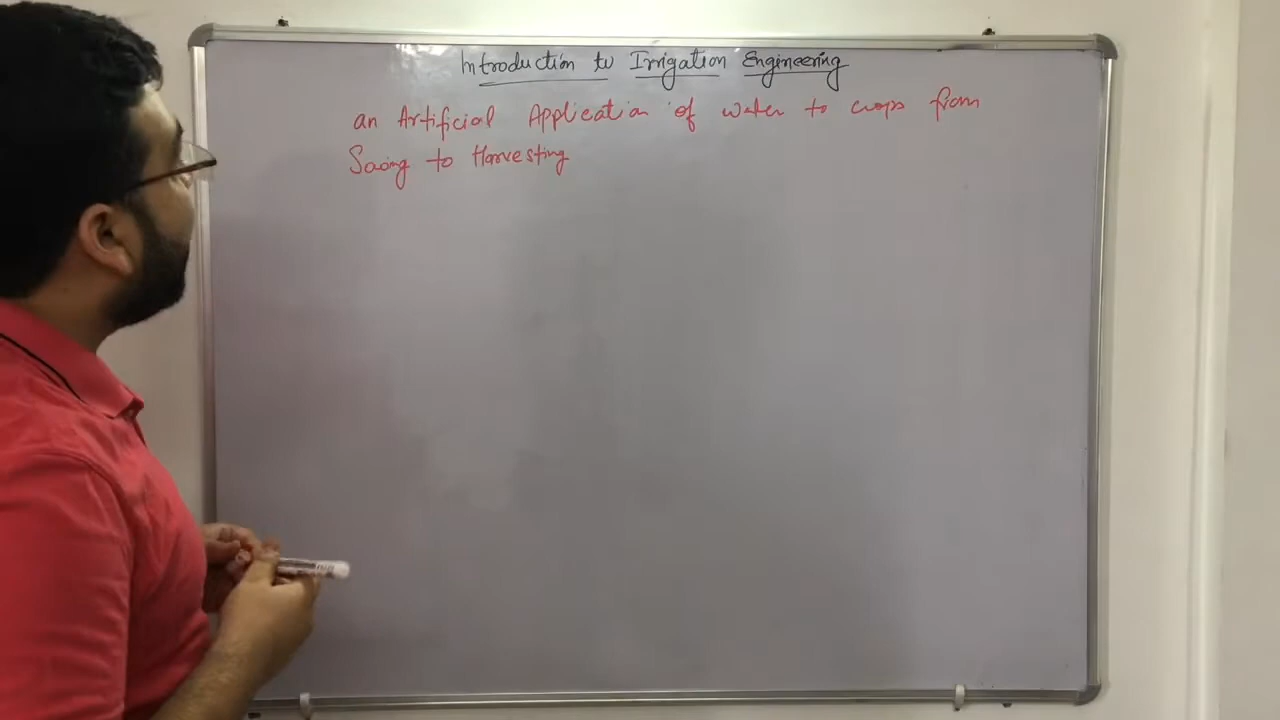 Introduction to Irrigation Engineering
an Artificial Application of water to crops from
Sowing to Harvesting